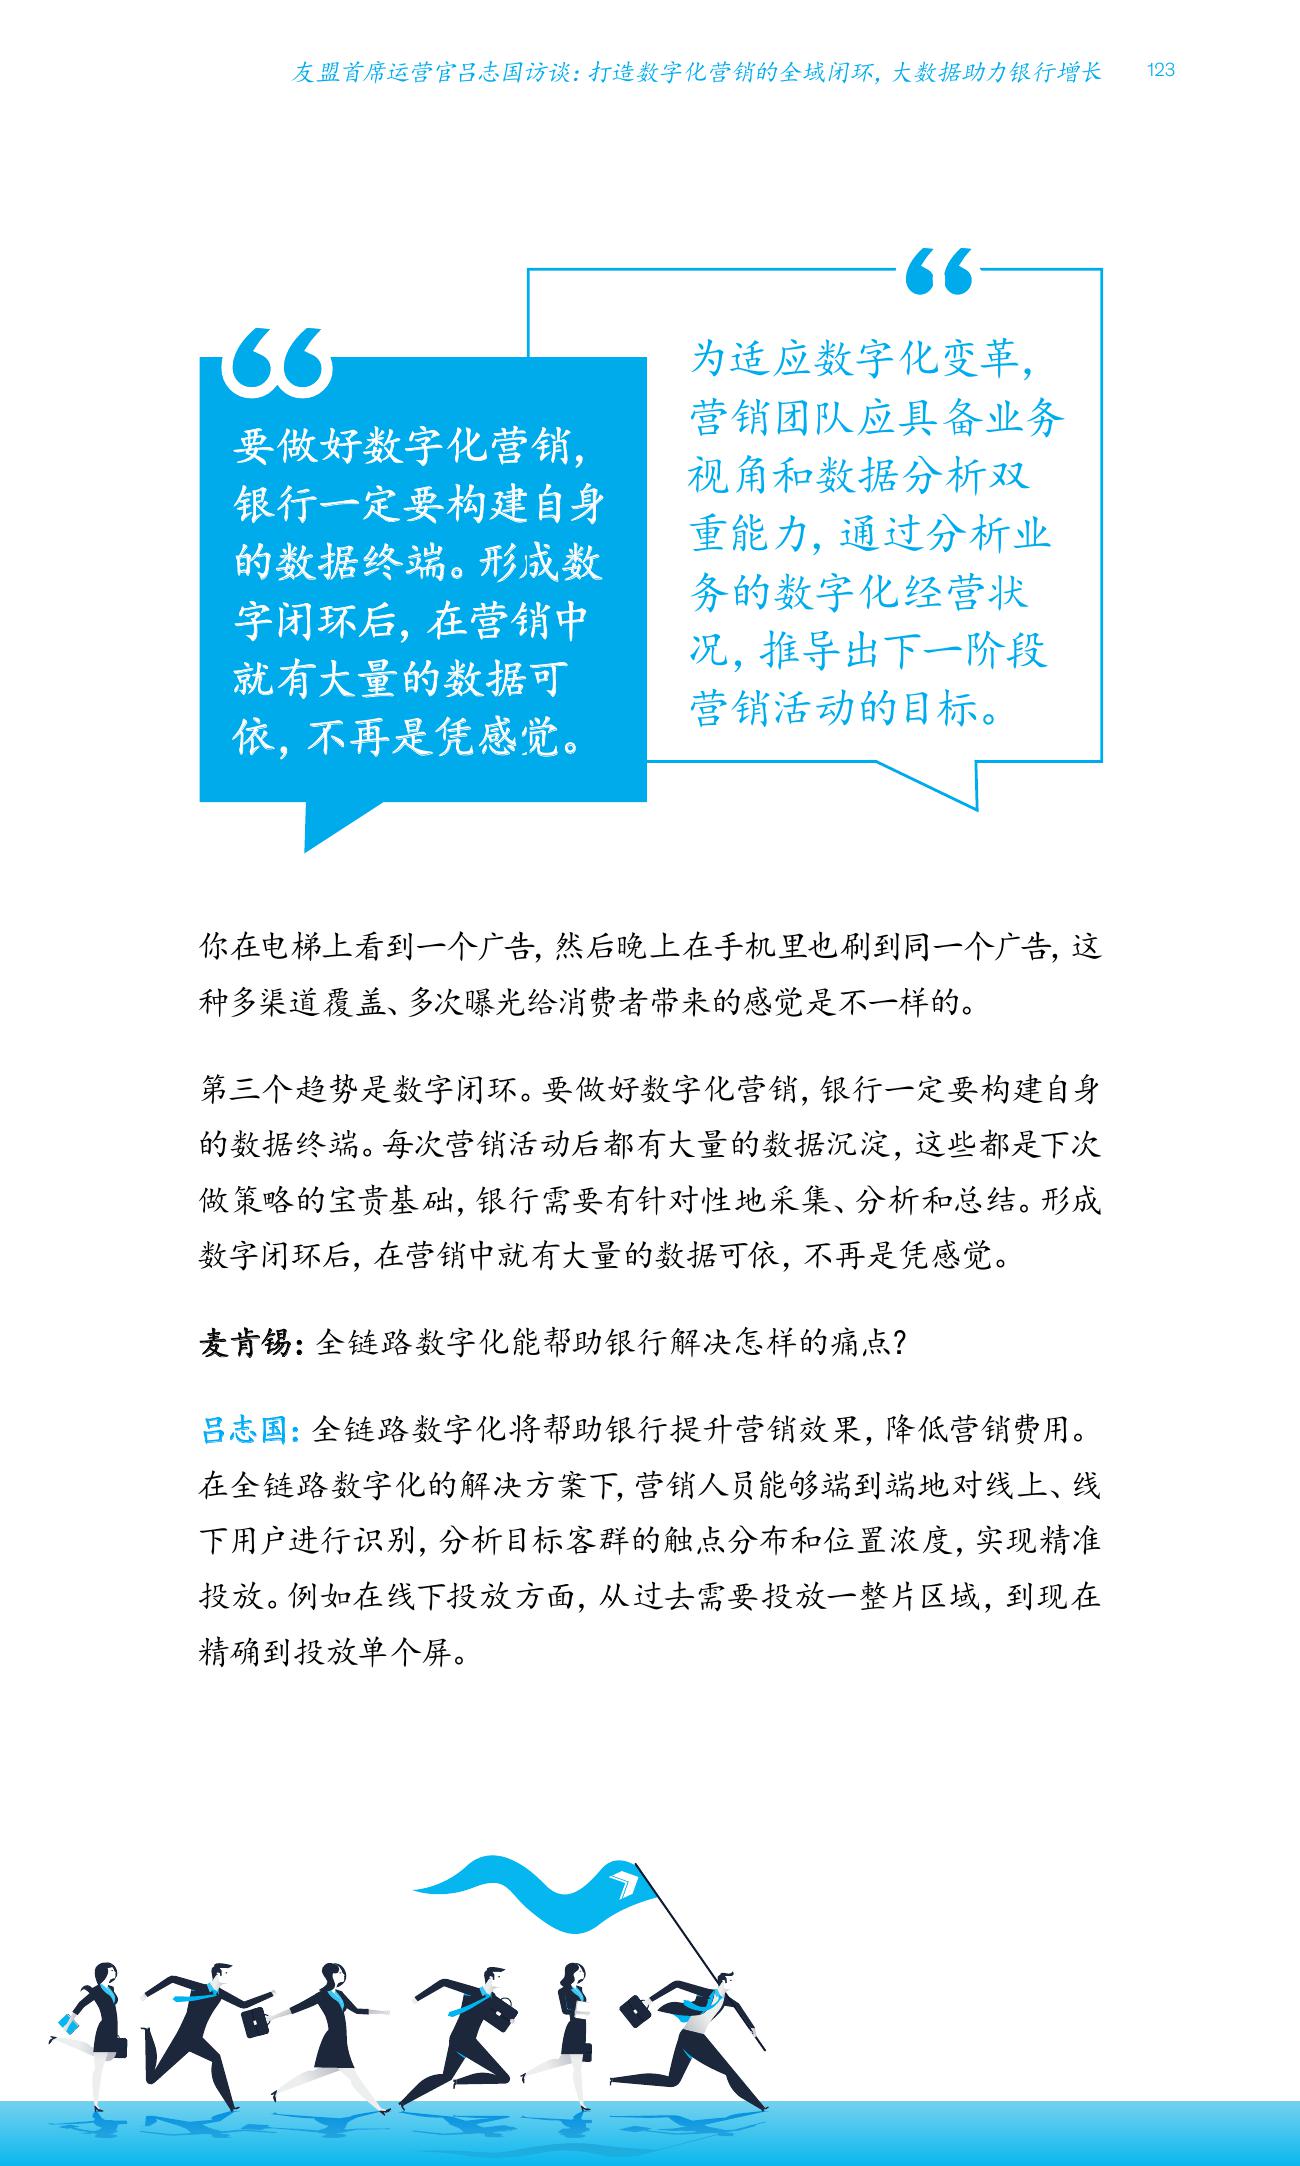 友盟首席运营官吕志国访谈：打造数字化营销的全域闭环，大数据助力银行增长 123
“
要做好数字化营销，
银行一定要构建自身
的数据终端。形成数
字闭环后，在营销中
就有大量的数据可
依，不再是凭感觉。
“
为适应数字化变革，
营销团队应具备业务
视角和数据分析双
重能力，通过分析业
务的数字化经营状
况，推导出下一阶段
营销活动的目标。
你在电梯上看到一个广告，然后晚上在手机里也刷到同一个广告，这
种多渠道覆盖、多次曝光给消费者带来的感觉是不一样的。
第三个趋势是数字闭环。要做好数字化营销，银行一定要构建自身
的数据终端。每次营销活动后都有大量的数据沉淀，这些都是下次
做策略的宝贵基础，银行需要有针对性地采集、分析和总结。形成
数字闭环后，在营销中就有大量的数据可依，不再是凭感觉。
麦肯锡：全链路数字化能帮助银行解决怎样的痛点？
吕志国：全链路数字化将帮助银行提升营销效果，降低营销费用。
在全链路数字化的解决方案下，营销人员能够端到端地对线上、线
下用户进行识别，分析目标客群的触点分布和位置浓度，实现精准
投放。例如在线下投放方面，从过去需要投放一整片区域，到现在
精确到投放单个屏。